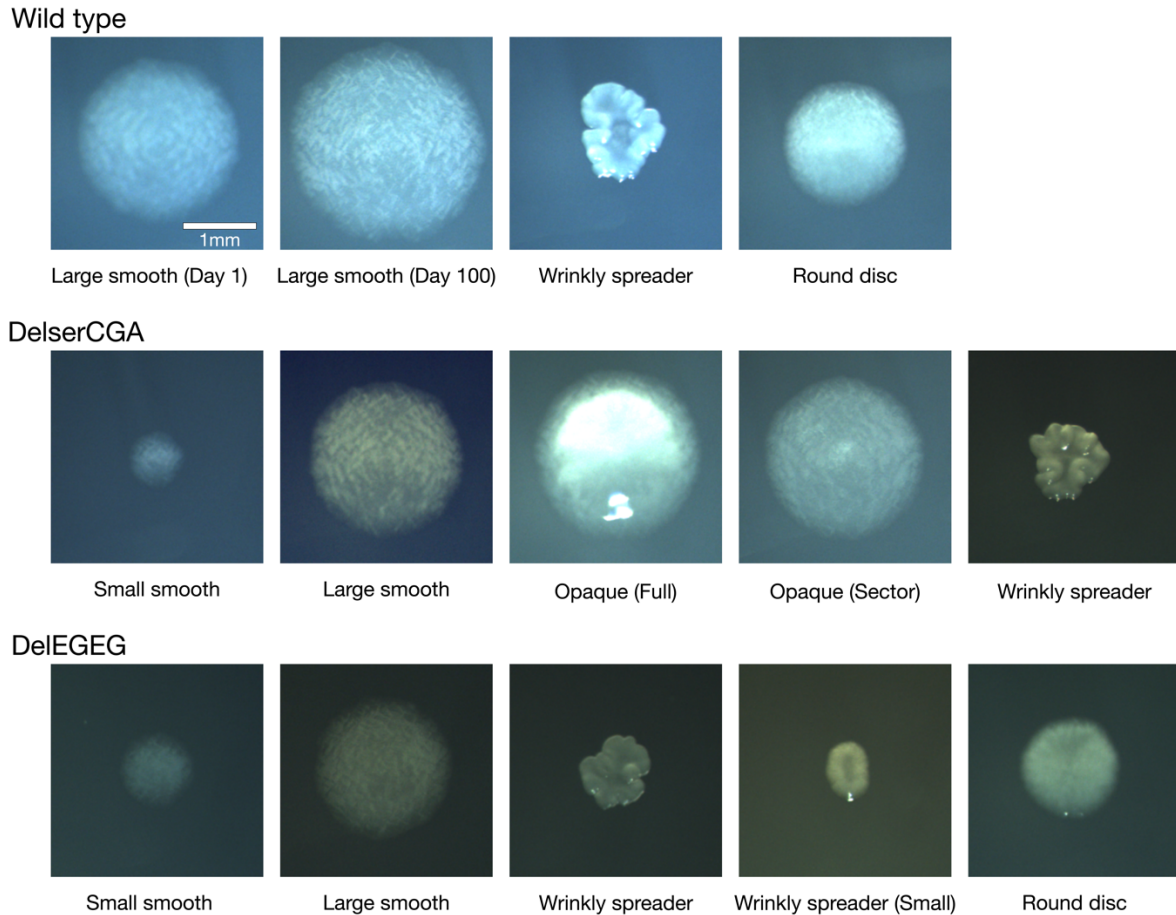 Wild type
1mm
Large smooth (Day 1)
Large smooth (Day 100)
Wrinkly spreader
Round disc
DelserCGA
Small smooth
Large smooth
Opaque (Full)
Opaque (Sector)
Wrinkly spreader
DelEGEG
Small smooth
Large smooth
Wrinkly spreader
Wrinkly spreader (Small)
Round disc